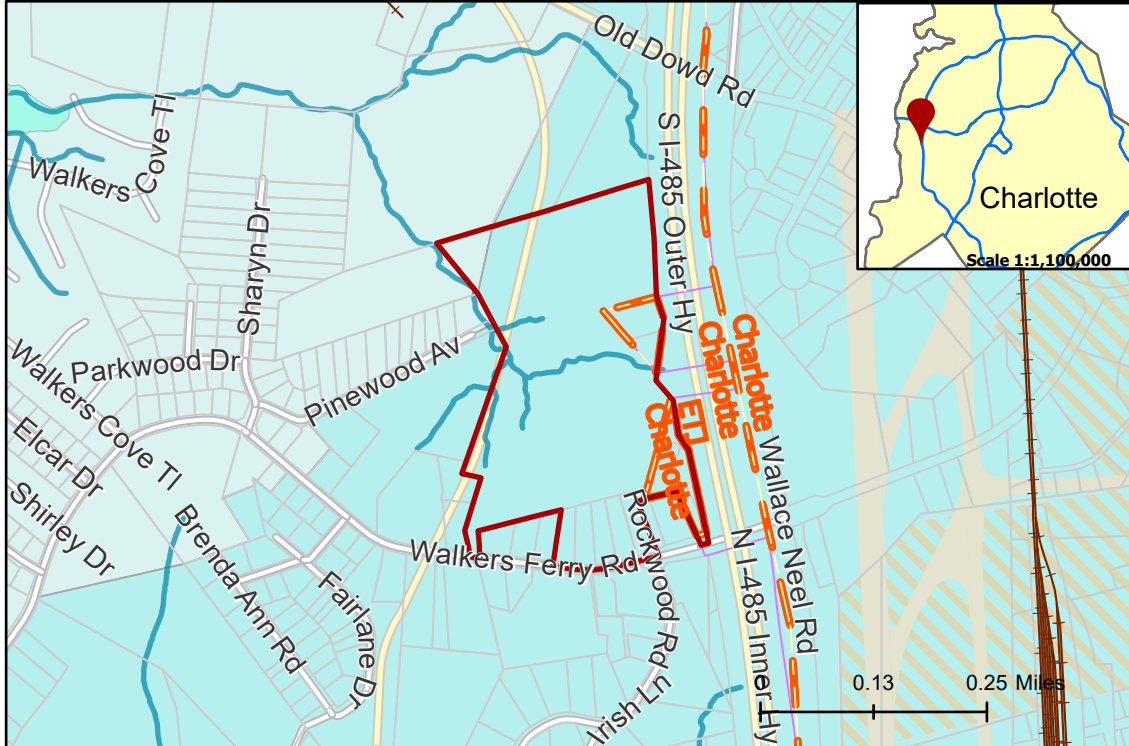 Old Dowd Rd
S I-485 Outer Hy
Walkers
Cove Tl
Sharyn Dr
Charlotte
Scale 1:1,100,000
Parkwood Dr
Pinewood Av
Walkers Cove Tl
Elcar Dr
Shirley Dr
Brenda Ann Rd
Fairlane Dr
Walkers Ferry Rd
Rockwood Rd
Irish Ln
Charlotte
Charlotte
ETJ
Charlotte
Wallace Neel Rd
N I-485 Inner Hy
0
0.13
0.25 Miles